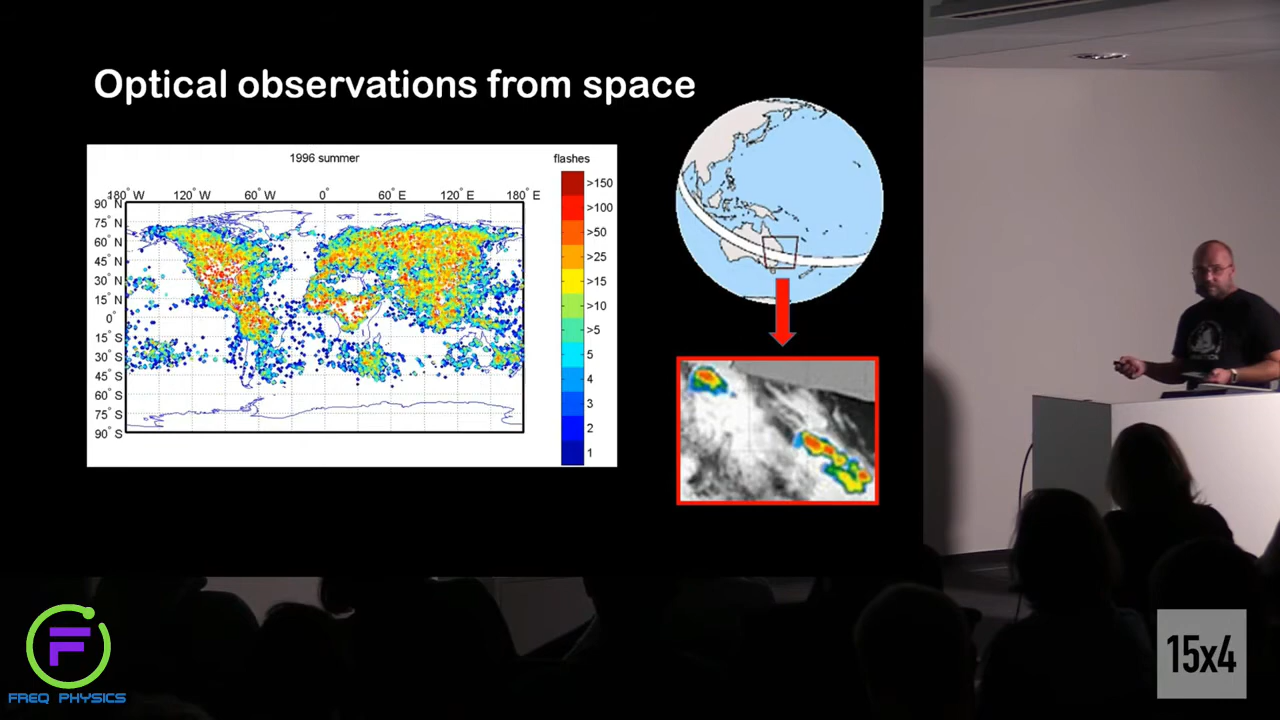 Optical observations from space
1996 summer
flashes
180° W 120° W 60° W 0° 60° E 120° E 180° E
90° N
75° N
60° N
45° N
30° N
15° N
0°
15° S
30° S
45° S
60° S
75° S
90° S
>150
>100
>50
>25
>15
>10
>5
5
4
3
2
1
F
FREQ PHYSICS
15x4